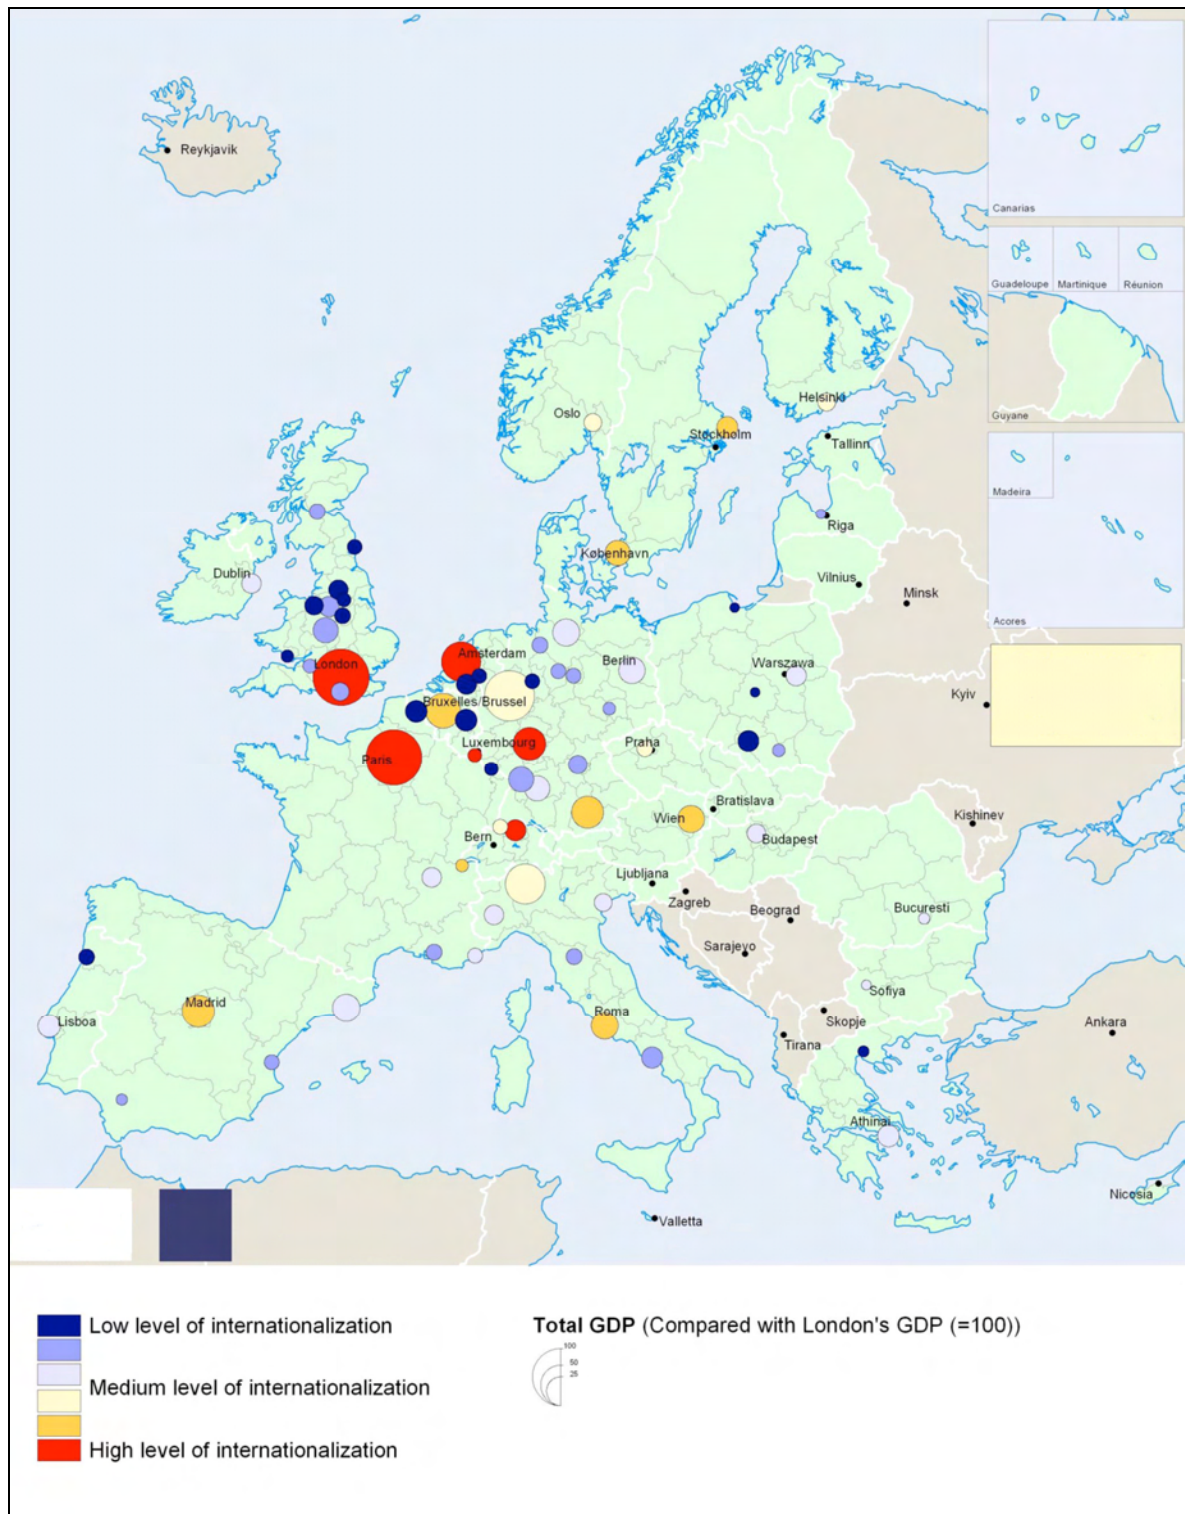 Reykjavik
Canarias
Guadeloupe
Martinique
Réunion
Guyane
Helsinki
Oslo
Stockholm
Tallinn
Madeira
Riga
København
Dublin
Vilnius
Minsk
Acores
Amsterdam
Berlin
London
Warszawa
Kyiv
Bruxelles/Brussel
Luxembourg
Praha
Paris
Bratislava
Wien
Kishinev
Bern
Budapest
Ljubljana
Zagreb
Beograd
Bucuresti
Sarajevo
Sofiya
Madrid
Roma
Skopje
Lisboa
Tirana
Ankara
Athinai
Nicosia
Valletta
Low level of internationalization
Medium level of internationalization
High level of internationalization
Total GDP (Compared with London's GDP (=100))
100
50
25